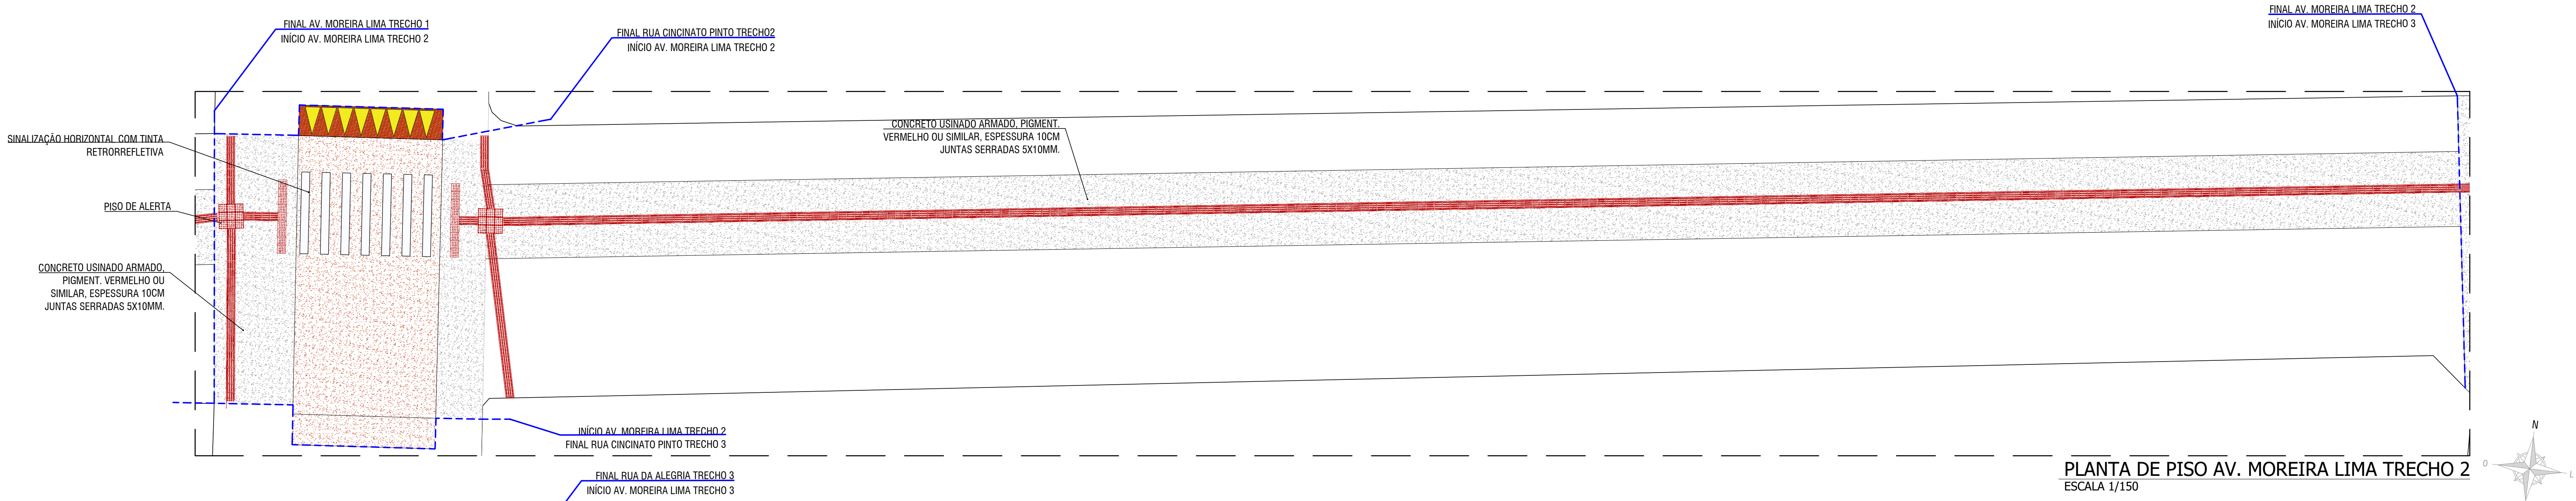 FINAL AV. MOREIRA LIMA TRECHO 1
INÍCIO AV. MOREIRA LIMA TRECHO 2
FINAL RUA CINCINATO PINTO TRECHO2
INÍCIO AV. MOREIRA LIMA TRECHO 2
FINAL AV. MOREIRA LIMA TRECHO 2
INÍCIO AV. MOREIRA LIMA TRECHO 3
SINALIZAÇÃO HORIZONTAL COM TINTA
RETRORREFLETIVA
CONCRETO USINADO ARMADO, PIGMENT.
VERMELHO OU SIMILAR, ESPESSURA 10CM
JUNTAS SERRADAS 5X10MM.
PISO DE ALERTA
CONCRETO USINADO ARMADO,
PIGMENT. VERMELHO OU
SIMILAR, ESPESSURA 10CM
JUNTAS SERRADAS 5X10MM.
INÍCIO AV. MOREIRA LIMA TRECHO 2
FINAL RUA CINCINATO PINTO TRECHO 3
FINAL RUA DA ALEGRIA TRECHO 3
INÍCIO AV. MOREIRA LIMA TRECHO 3
PLANTA DE PISO AV. MOREIRA LIMA TRECHO 2
ESCALA 1/150
N
O
L